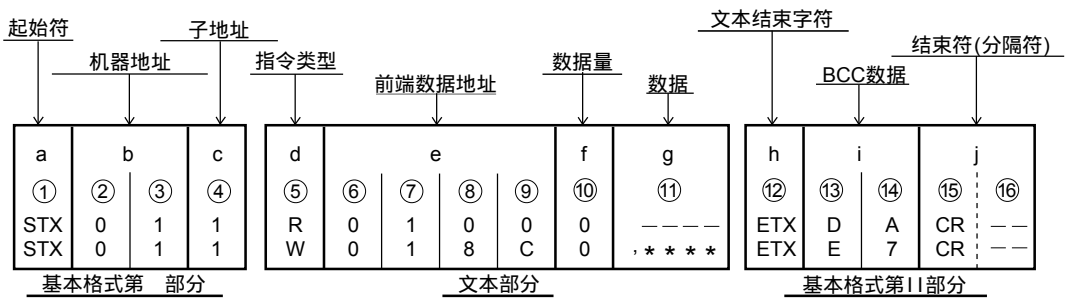 起始符 子地址 文本结束字符
机器地址 指令类型 数据量 结束符(分隔符)
前端数据地址 数据 BCC数据
a b c d e f g h i j
① ② ③ ④ ⑤ ⑥ ⑦ ⑧ ⑨ ⑩ ⑪ ⑫ ⑬ ⑭ ⑮ ⑯
STX 0 1 1 R 0 1 0 0 0 ———— ETX D A CR ——
STX 0 1 1 W 0 1 8 C 0 ,**** ETX E 7 CR ——
基本格式第 部分 文本部分 基本格式第II部分